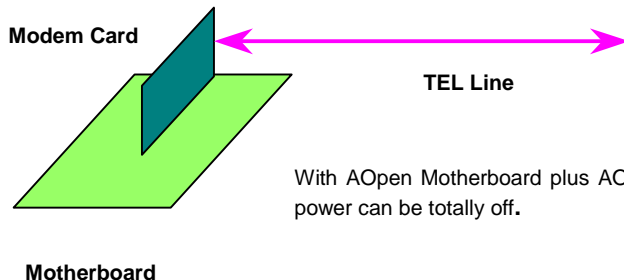 Modem Card
TEL Line
With AOpen Motherboard plus AO
power can be totally off.
Motherboard